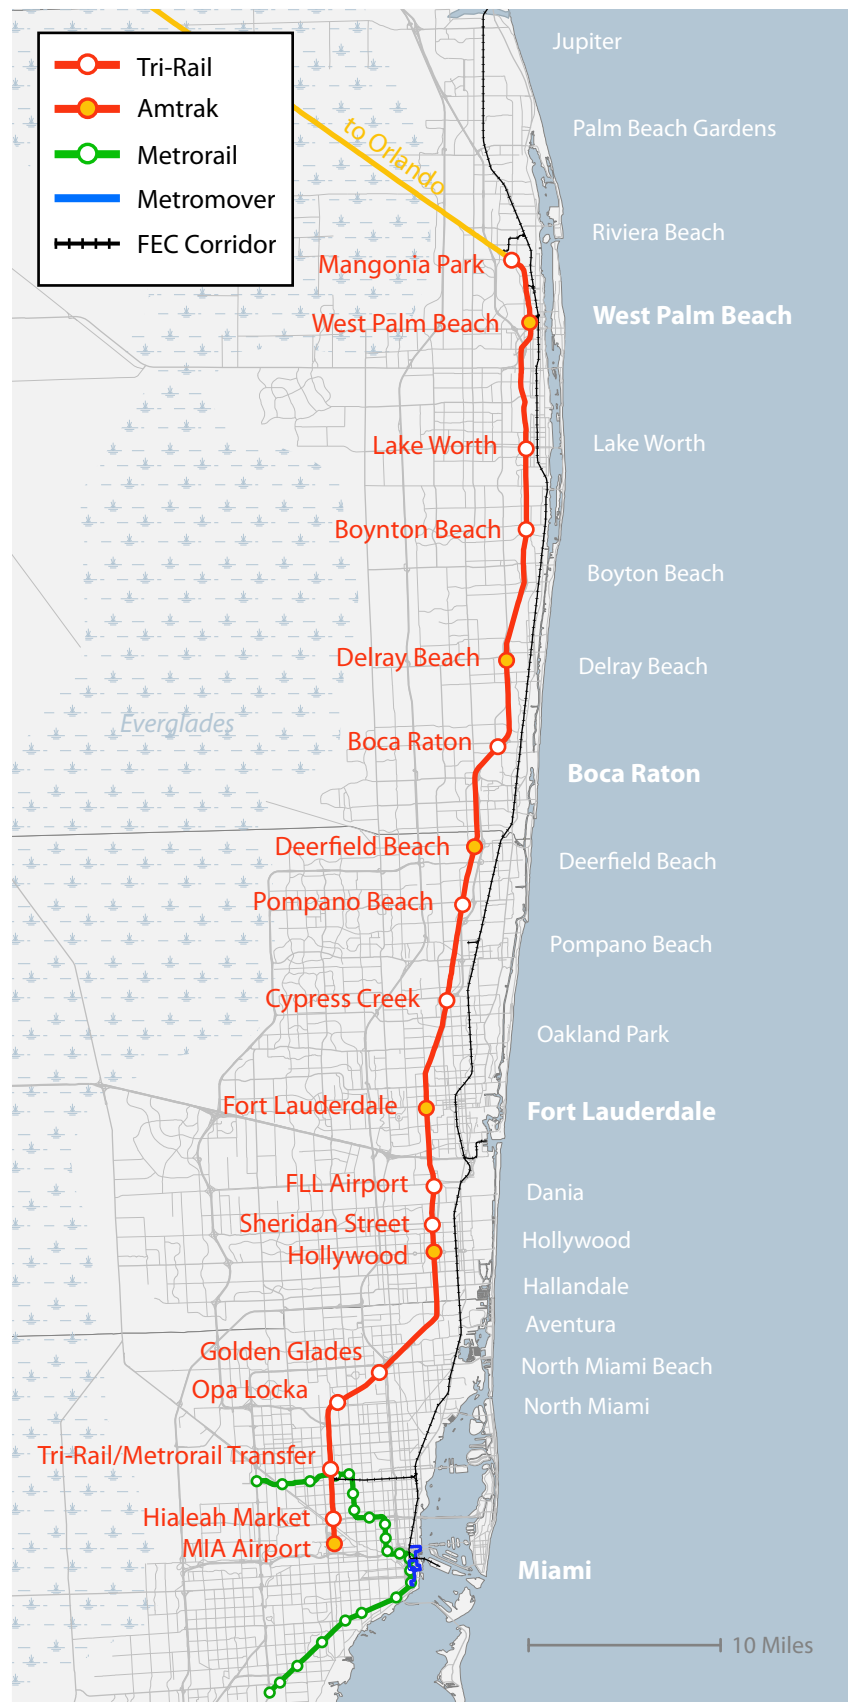 Tri-Rail
Amtrak
Metrorail
Metromover
FEC Corridor
to Orlando
Jupiter
Palm Beach Gardens
Riviera Beach
Mangonia Park
West Palm Beach
West Palm Beach
Lake Worth
Lake Worth
Boynton Beach
Boyton Beach
Delray Beach
Delray Beach
Everglades
Boca Raton
Boca Raton
Deerfield Beach
Deerfield Beach
Pompano Beach
Pompano Beach
Cypress Creek
Oakland Park
Fort Lauderdale
Fort Lauderdale
FLL Airport
Dania
Sheridan Street
Hollywood
Hollywood
Hallandale
Aventura
Golden Glades
North Miami Beach
Opa Locka
North Miami
Tri-Rail/Metrorail Transfer
Hialeah Market
MIA Airport
Miami
10 Miles